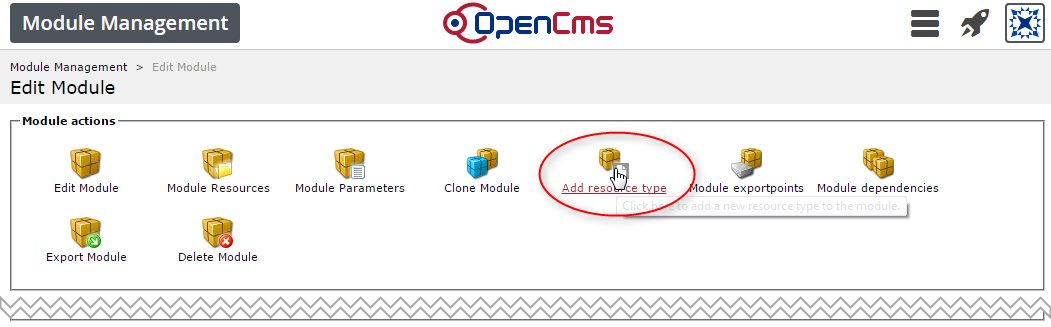 Module Management
OpenCms
Module Management > Edit Module
Edit Module
Module actions
Edit Module
Module Resources
Module Parameters
Clone Module
Add resource type
Module exportpoints
Module dependencies
Click here to add a new resource type to the module.
Export Module
Delete Module